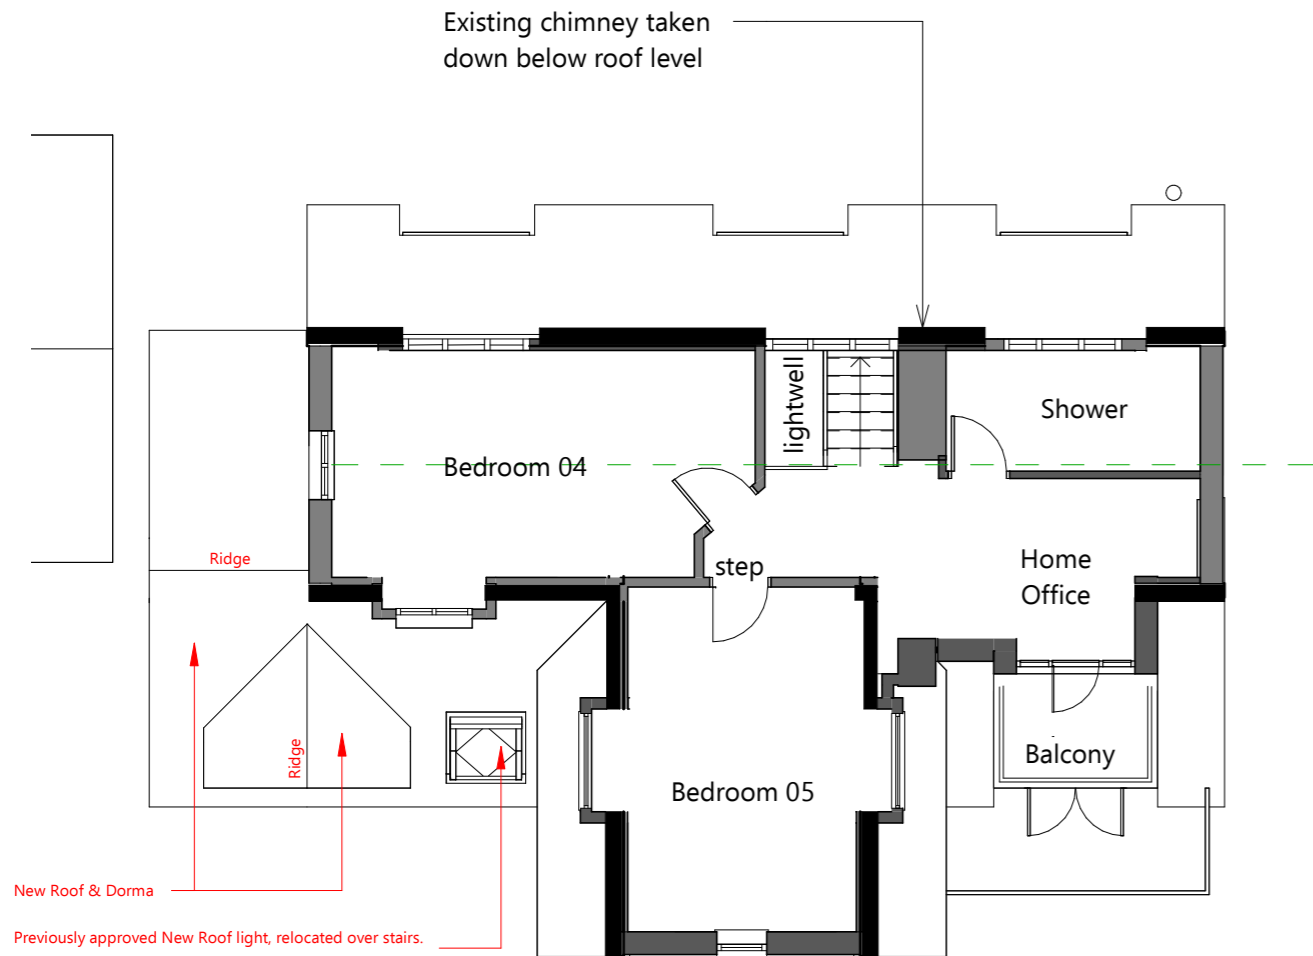 Existing chimney taken
down below roof level
lightwell
Shower
Bedroom 04
Ridge
step
Home
Office
Ridge
Balcony
Bedroom 05
New Roof & Dorma
Previously approved New Roof light, relocated over stairs.